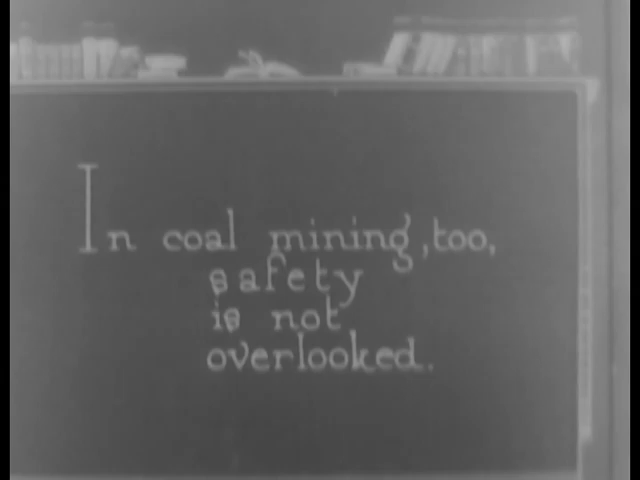 In coal mining, too,
safety
is not
overlooked.